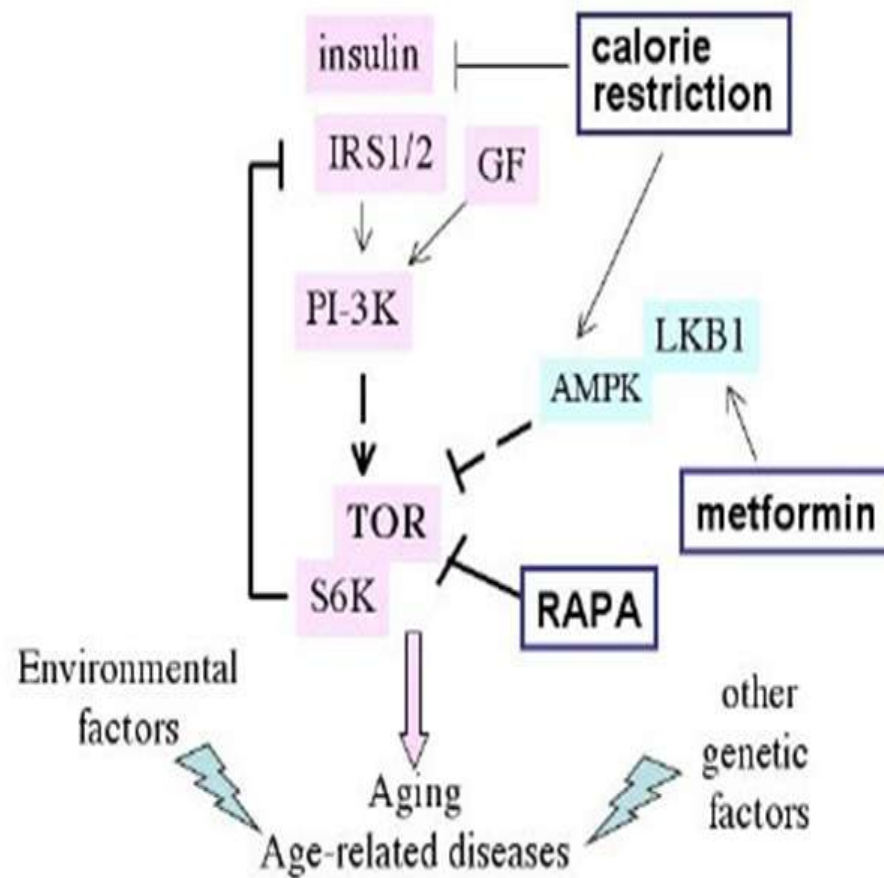 insulin
calorie
restriction
IRS1/2
GF
PI-3K
LKB1
AMPK
TOR
metformin
S6K
RAPA
Environmental
factors
other
genetic
factors
Aging
Age-related diseases